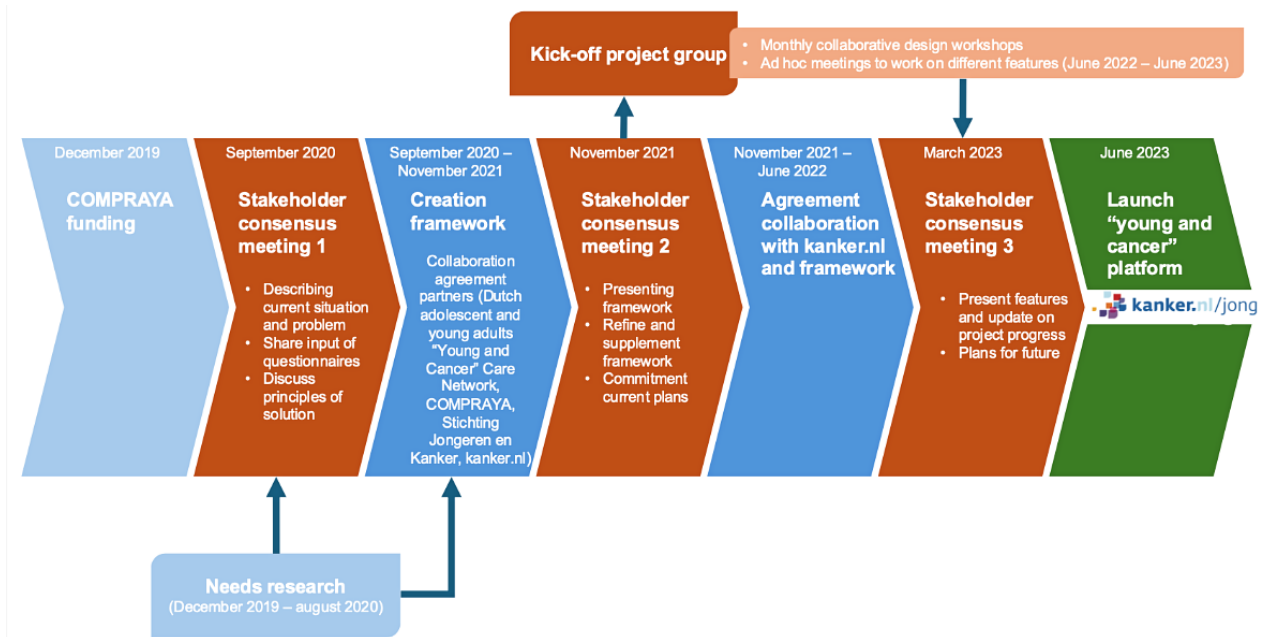 Kick-off project group
• Monthly collaborative design workshops
• Ad hoc meetings to work on different features (June 2022 – June 2023)
December 2019
COMPRAYA
funding
September 2020
Stakeholder
consensus
meeting 1
• Describing
current situation
and problem
• Share input of
questionnaires
• Discuss
principles of
solution
September 2020 –
November 2021
Creation
framework
Collaboration
agreement
partners (Dutch
adolescent and
young adults
"Young and
Cancer" Care
Network,
COMPRAYA,
Stichting
Jongeren en
Kanker, kanker.nl)
November 2021
Stakeholder
consensus
meeting 2
• Presenting
framework
• Refine and
supplement
framework
• Commitment
current plans
November 2021 –
June 2022
Agreement
collaboration
with kanker.nl
and framework
March 2023
Stakeholder
consensus
meeting 3
• Present features
and update on
project progress
• Plans for future
June 2023
Launch
“young and
cancer”
platform
kanker.nl/jong
Needs research
(December 2019 – august 2020)